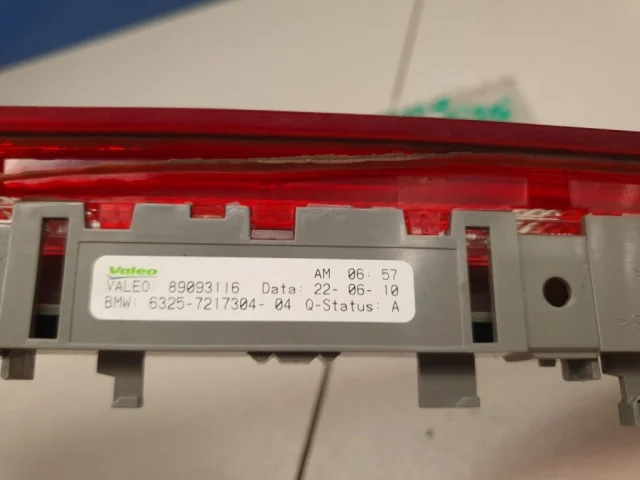 Valeo AM 06: 57
VALEO: 89093116 Data: 22- 06- 10
BMW: 6325-7217304- 04 Q-Status: A